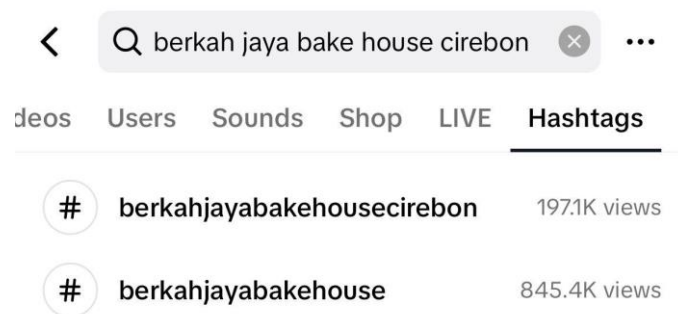 berkah jaya bake house cirebon
deos Users Sounds Shop LIVE Hashtags
# berkahjayabakehousecirebon 197.1K views
# berkahjayabakehouse 845.4K views